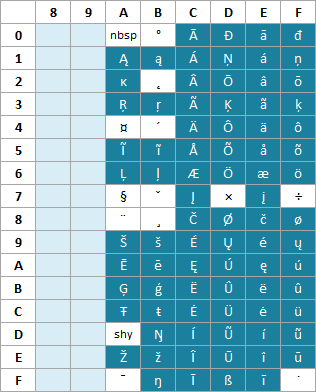 8 9 A B C D E F
0 nbsp ° Ā Đ ā đ
1 Ą ą Á Ņ á ņ
2 ĸ ˛ Â Ō â ō
3 Ŗ ŗ Ã Ķ ã ķ
4 ¤ ´ Ä Ô ä ô
5 Ĩ ĩ Å Õ å õ
6 Ļ ļ Æ Ö æ ö
7 § ˇ Į × į ÷
8 ¨ ¸ Č Ø č ø
9 Š š É Ų é ų
A Ē ē Ę Ú ę ú
B Ģ ģ Ë Û ë û
C Ŧ ŧ Ė Ü ė ü
D shy Ŋ Í Ũ í ũ
E Ž ž Î Ū î ū
F ¯ ŋ Ī ß ī ˙